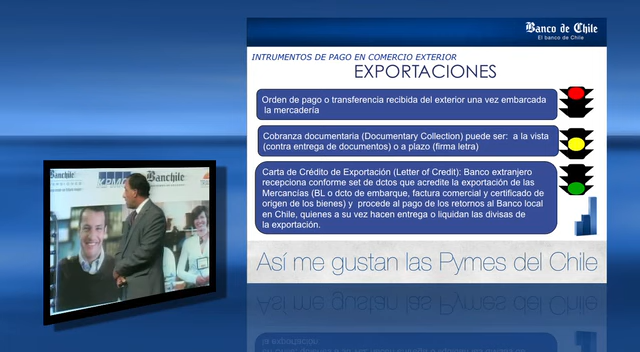 Banco de Chile
El banco de Chile
INTRUMENTOS DE PAGO EN COMERCIO EXTERIOR
EXPORTACIONES
Orden de pago o transferencia recibida del exterior una vez embarcada
la mercadería
Cobranza documentaria (Documentary Collection) puede ser: a la vista
(contra entrega de documentos) o a plazo (firma letra)
Carta de Crédito de Exportación (Letter of Credit): Banco extranjero
recepciona conforme set de dctos que acredite la exportación de las
Mercancías (BL o dcto de embarque, factura comercial y certificado de
origen de los bienes) y procede al pago de los retornos al Banco local
en Chile, quienes a su vez hacen entrega o liquidan las divisas de
la exportación.
Así me gustan las Pymes del Chile
Banchile
KPMG
Banchile